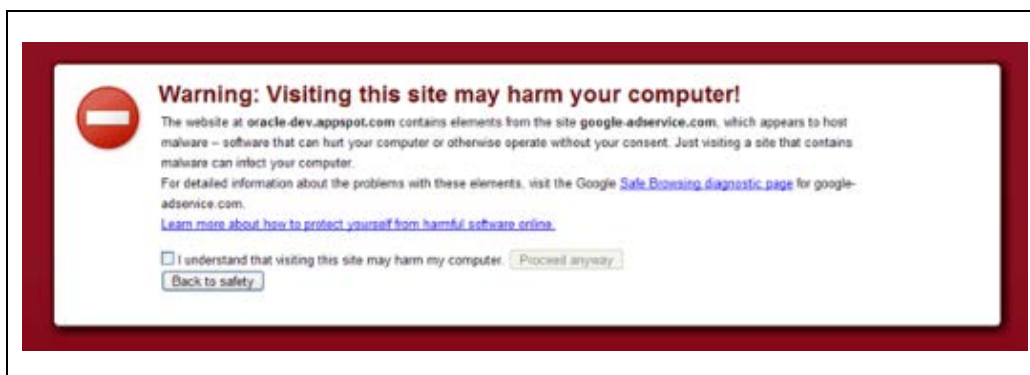 Warning: Visiting this site may harm your computer!
The website at oracle-dev.appspot.com contains elements from the site google-adservice.com, which appears to host
malware – software that can hurt your computer or otherwise operate without your consent. Just visiting a site that contains
malware can infect your computer.
For detailed information about the problems with these elements, visit the Google Safe Browsing diagnostic page for google-
adservice.com.
Learn more about how to protect yourself from harmful software online.
I understand that visiting this site may harm my computer. Proceed anyway
Back to safety